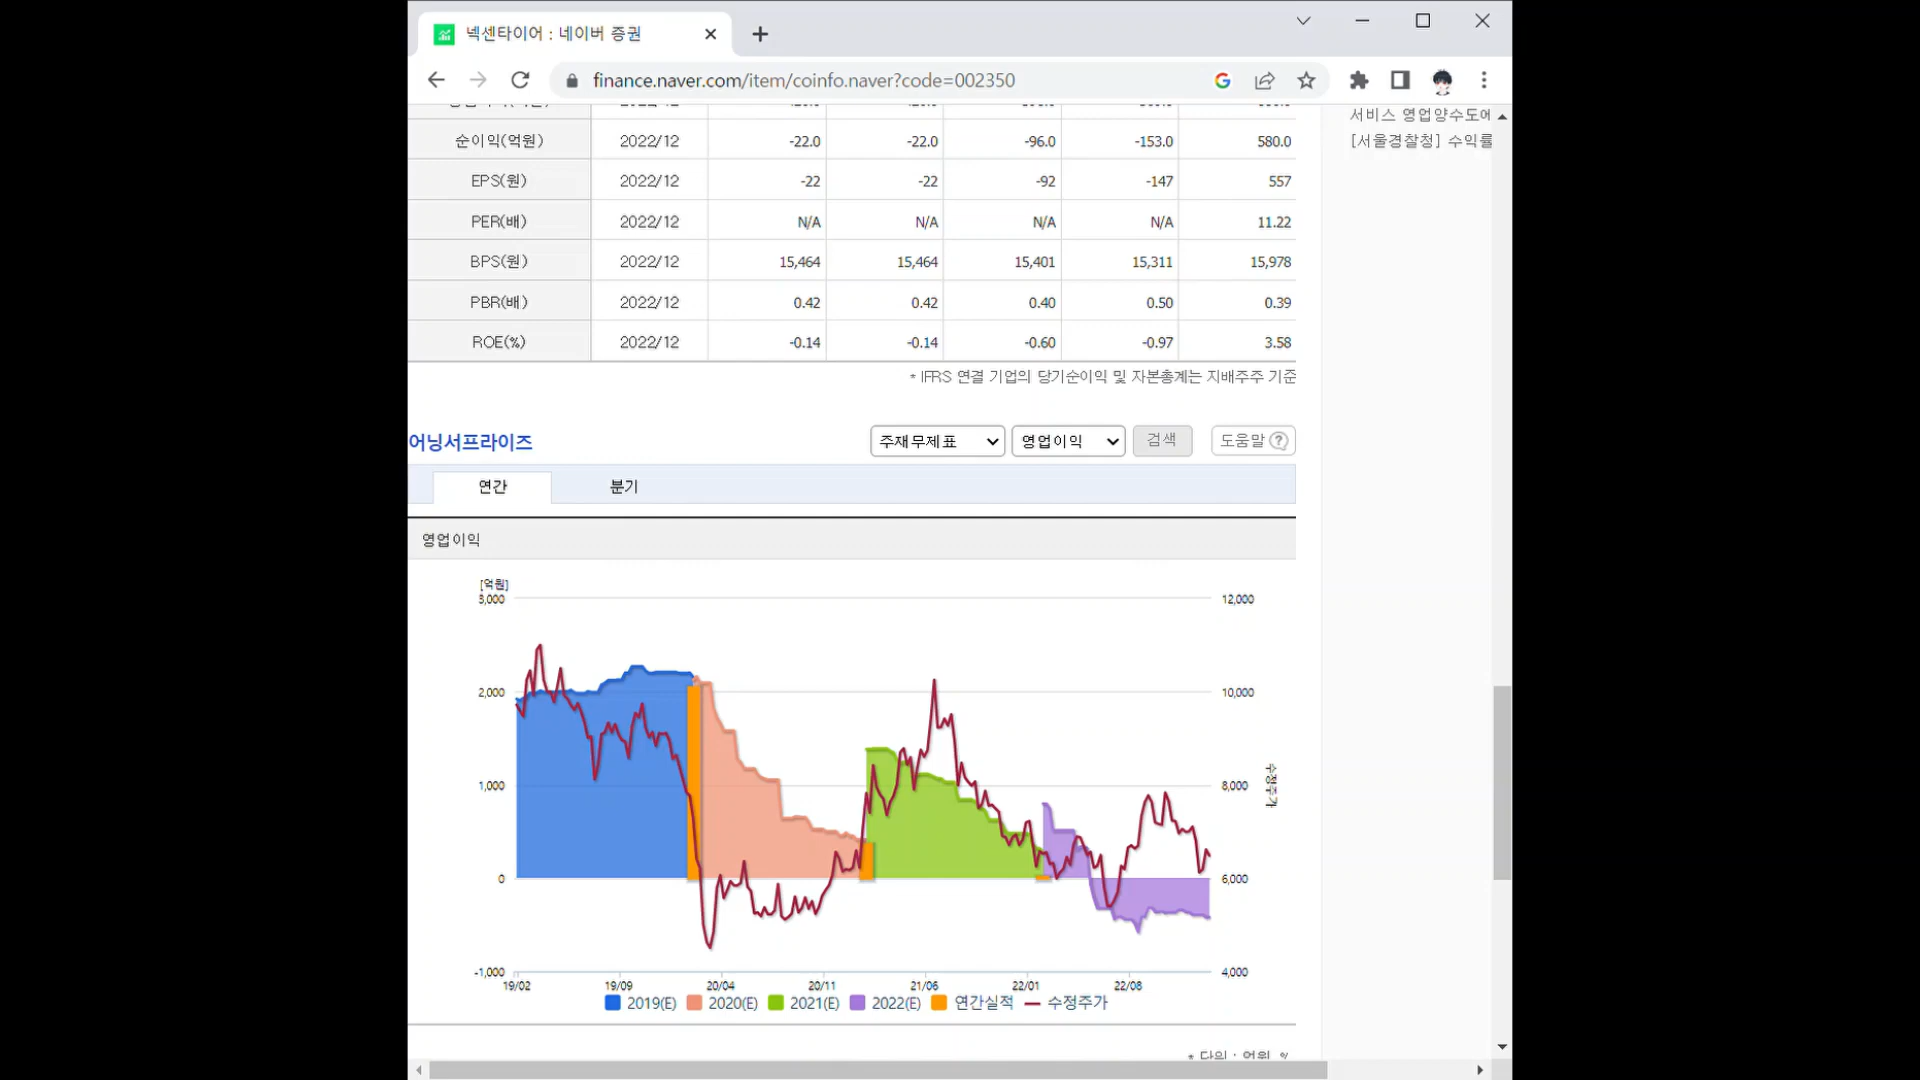 넥센타이어 : 네이버 증권
finance.naver.com/item/coinfo.naver?code=002350
서비스 영업양수도에
[서울경찰청] 수익률
순이익(억원) 2022/12 -22.0 -22.0 -96.0 -153.0 580.0
EPS(원) 2022/12 -22 -22 -92 -147 557
PER(배) 2022/12 N/A N/A N/A N/A 11.22
BPS(원) 2022/12 15,464 15,464 15,401 15,311 15,978
PBR(배) 2022/12 0.42 0.42 0.40 0.50 0.39
ROE(%) 2022/12 -0.14 -0.14 -0.60 -0.97 3.58
* IFRS 연결 기업의 당기순이익 및 자본총계는 지배주주 기준
어닝서프라이즈 주재무제표 영업이익 검색 도움말 ?
연간 분기
영업이익
[억원]
3,000 12,000
2,000 10,000
1,000 8,000
수정주가
0 6,000
-1,000 4,000
19/02 19/09 20/04 20/11 21/06 22/01 22/08
2019(E) 2020(E) 2021(E) 2022(E) 연간실적 수정주가
* 단위 : 억원, %